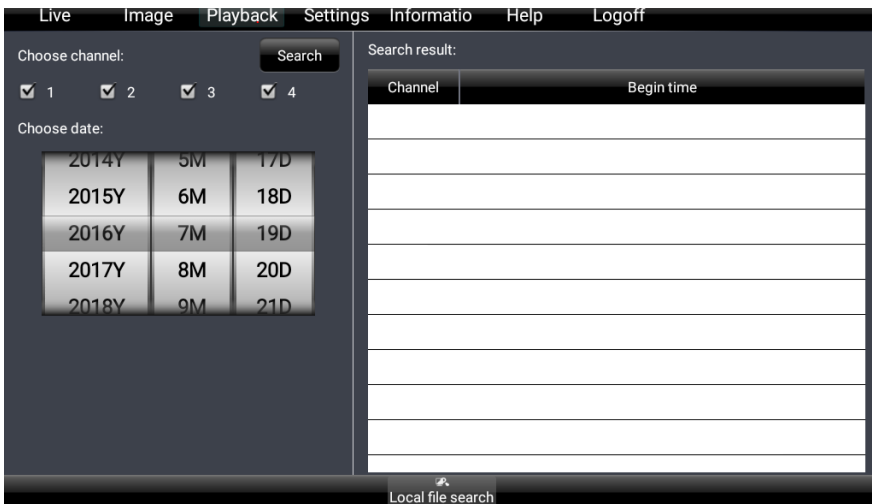 Live Image Playback Settings Informatio Help Logoff
Choose channel: Search
1 2 3 4
Choose date:
2014Y 5M 17D
2015Y 6M 18D
2016Y 7M 19D
2017Y 8M 20D
2018Y 9M 21D
Search result:
Channel Begin time
Local file search